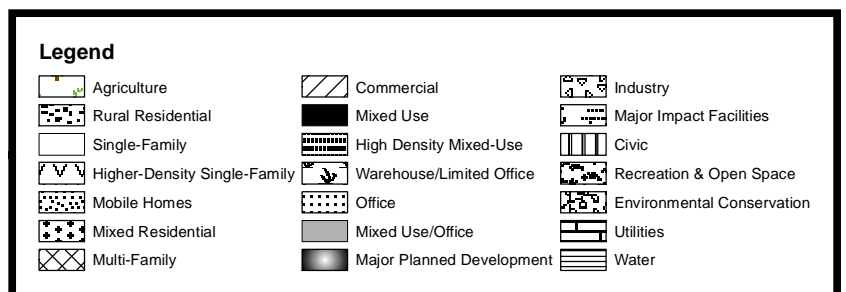 Legend
Agriculture
Rural Residential
Single-Family
Higher-Density Single-Family
Mobile Homes
Mixed Residential
Multi-Family
Commercial
Mixed Use
High Density Mixed-Use
Warehouse/Limited Office
Office
Mixed Use/Office
Major Planned Development
Industry
Major Impact Facilities
Civic
Recreation & Open Space
Environmental Conservation
Utilities
Water